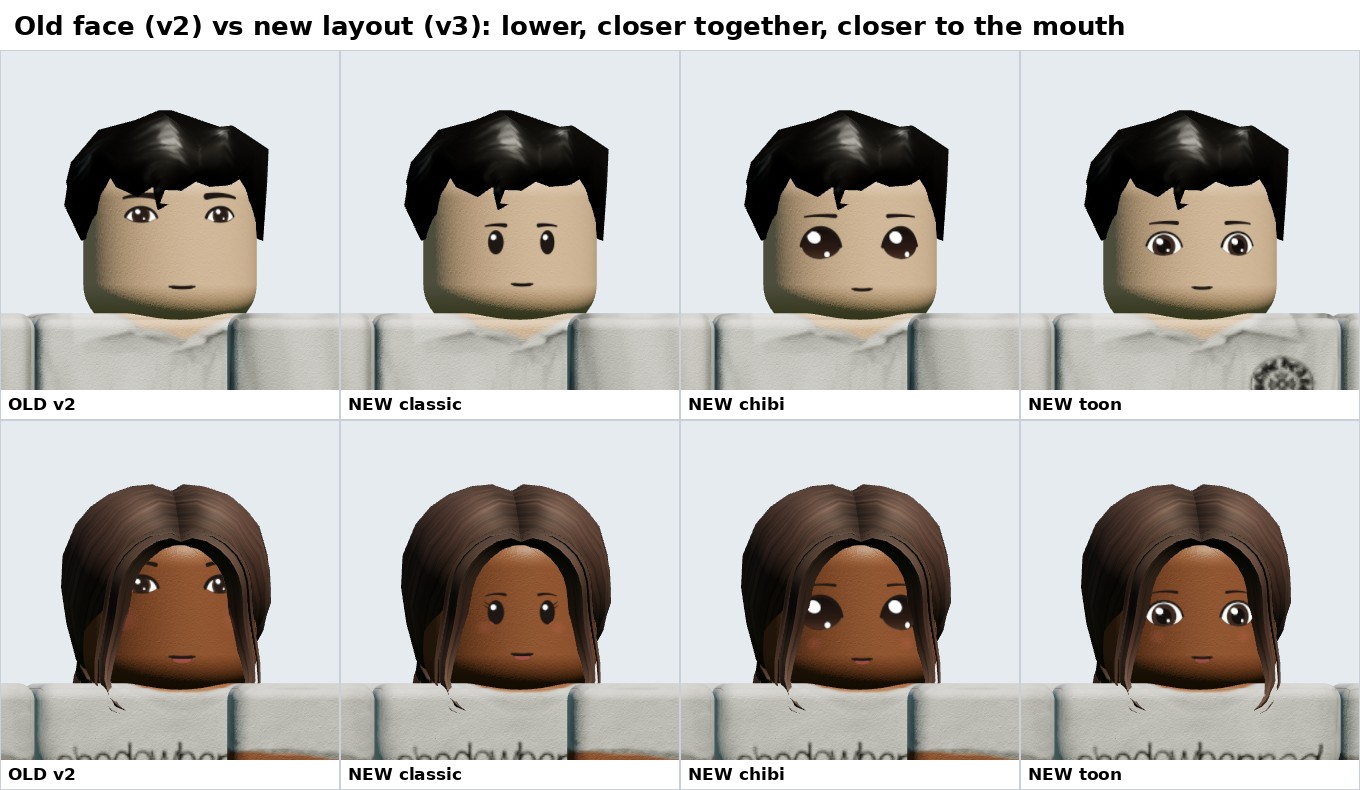 Old face (v2) vs new layout (v3): lower, closer together, closer to the mouth
OLD v2
NEW classic
NEW chibi
NEW toon
OLD v2
NEW classic
NEW chibi
NEW toon